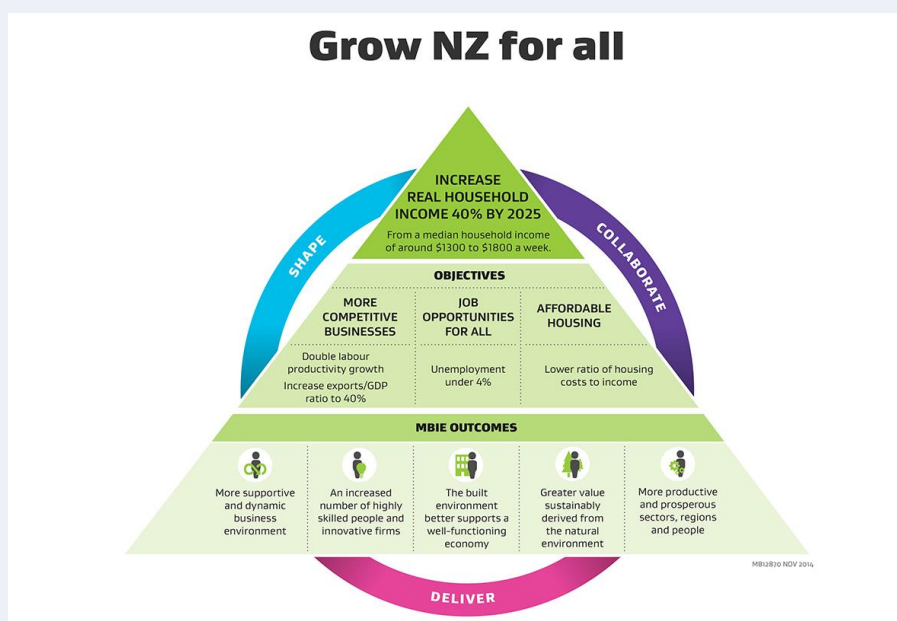 Grow NZ for all
INCREASE
REAL HOUSEHOLD
INCOME 40% BY 2025
From a median household income
of around $1300 to $1800 a week.
SHAPE
COLLABORATE
OBJECTIVES
MORE
COMPETITIVE
BUSINESSES
JOB
OPPORTUNITIES
FOR ALL
AFFORDABLE
HOUSING
Double labour
productivity growth
Increase exports/GDP
ratio to 40%
Unemployment
under 4%
Lower ratio of housing
costs to income
MBIE OUTCOMES
More supportive
and dynamic
business
environment
An increased
number of highly
skilled people and
innovative firms
The built
environment
better supports a
well-functioning
economy
Greater value
sustainably
derived from
the natural
environment
More productive
and prosperous
sectors, regions
and people
MB12870 NOV 2014
DELIVER